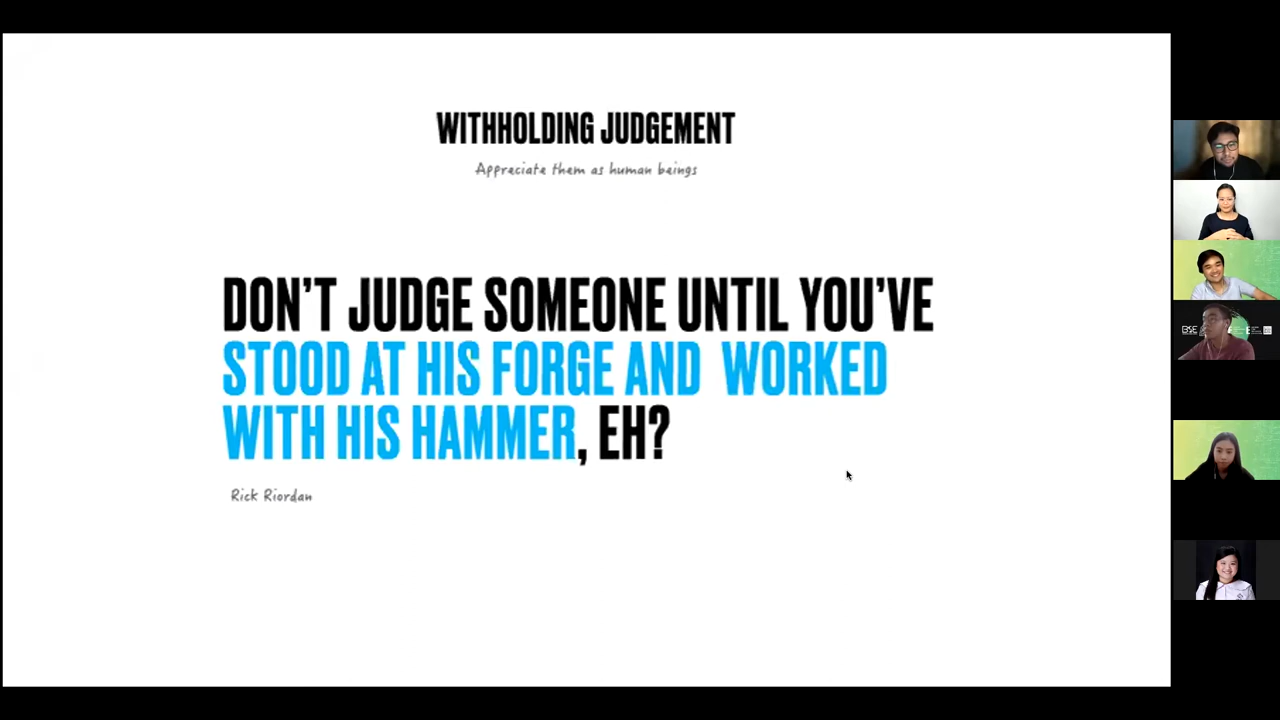 WITHHOLDING JUDGEMENT
Appreciate them as human beings
DON'T JUDGE SOMEONE UNTIL YOU'VE
STOOD AT HIS FORGE AND WORKED
WITH HIS HAMMER, EH?
Rick Riordan